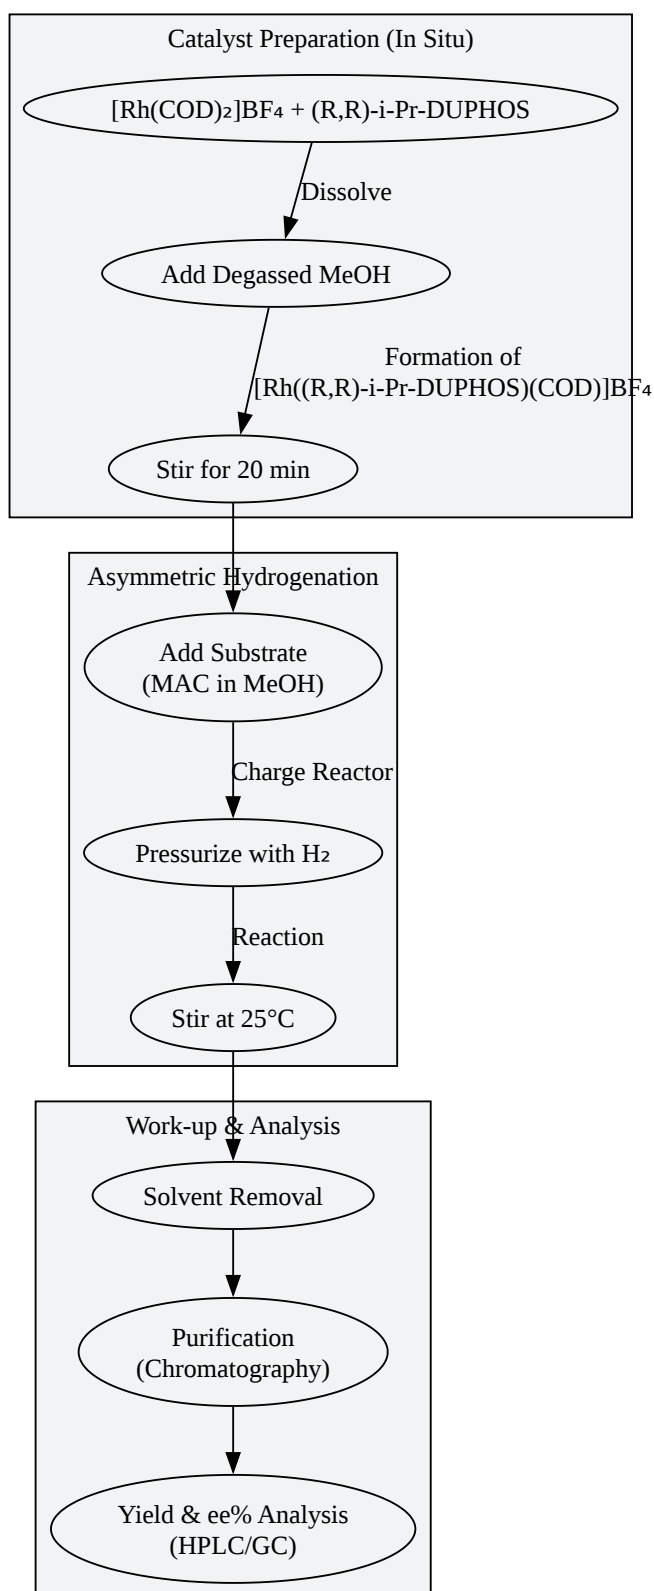 Catalyst Preparation (In Situ)
[Rh(COD)₂]BF₄ + (R,R)-i-Pr-DUPHOS
Dissolve
Add Degassed MeOH
Formation of
[Rh((R,R)-i-Pr-DUPHOS)(COD)]BF₄
Stir for 20 min
Asymmetric Hydrogenation
Add Substrate
(MAC in MeOH)
Charge Reactor
Pressurize with H₂
Reaction
Stir at 25°C
Work-up & Analysis
Solvent Removal
Purification
(Chromatography)
Yield & ee% Analysis
(HPLC/GC)